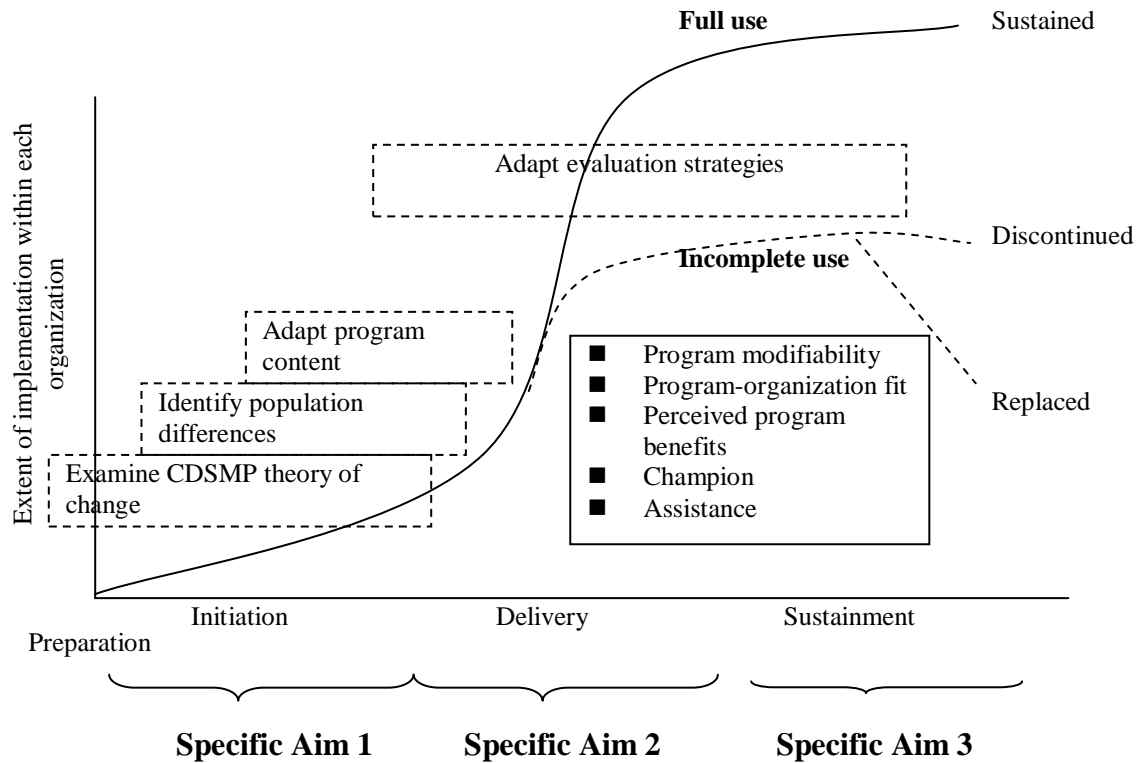 Full use
Sustained
Extent of implementation within each
organization
Adapt evaluation strategies
Discontinued
Incomplete use
Adapt program
content
Identify population
differences
Examine CDSMP theory of
change
■ Program modifiability
■ Program-organization fit
■ Perceived program
benefits
■ Champion
■ Assistance
Replaced
Initiation
Delivery
Sustainment
Preparation
Specific Aim 1
Specific Aim 2
Specific Aim 3